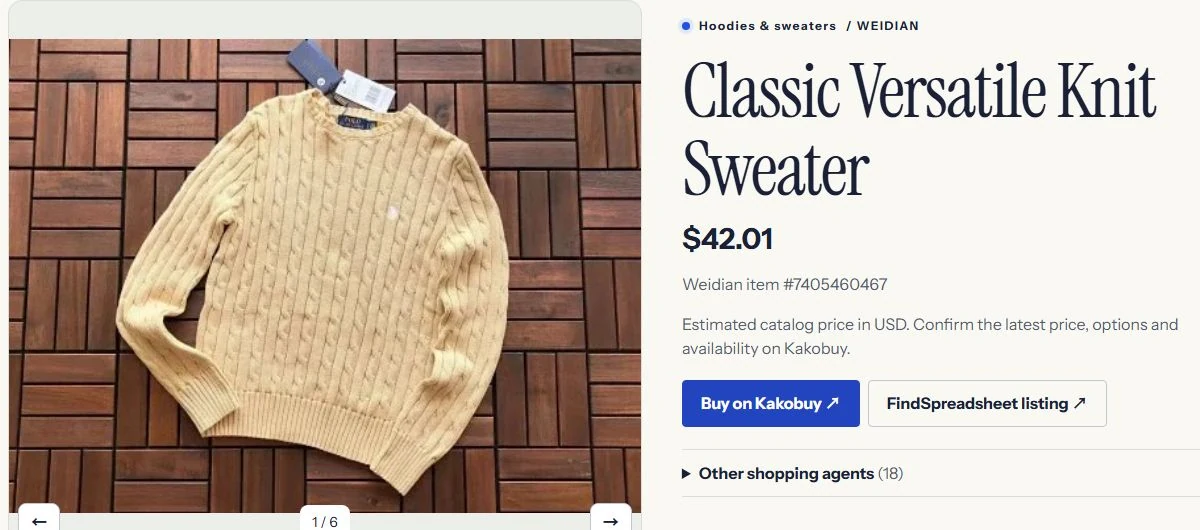 POLO
Hoodies & sweaters / WEIDIAN
Classic Versatile Knit
Sweater
$42.01
Weidian item #7405460467
Estimated catalog price in USD. Confirm the latest price, options and
availability on Kakobuy.
Buy on Kakobuy ↗
FindSpreadsheet listing ↗
▶ Other shopping agents (18)
←
1 / 6
→